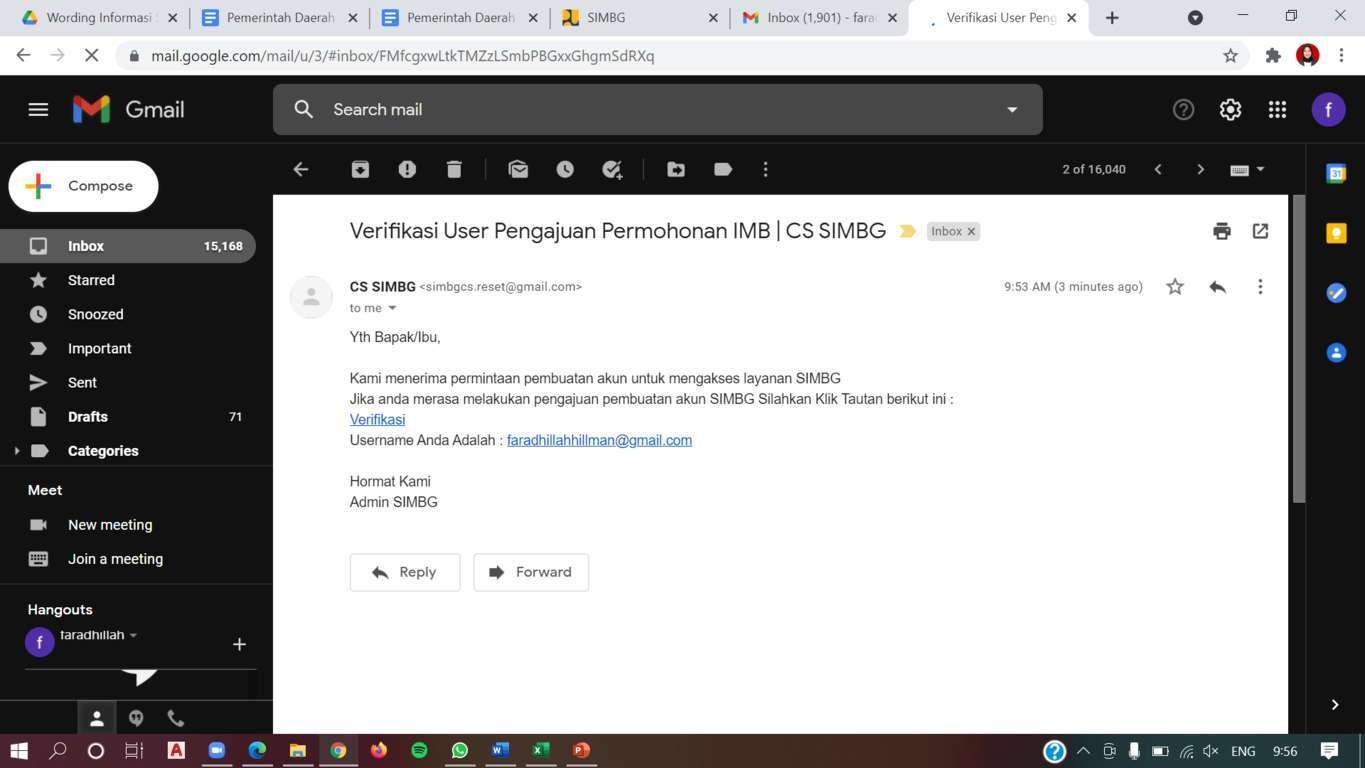 Wording Informasi S
Pemerintah Daerah
Pemerintah Daerah
SIMBG
Inbox (1,901) - farad
Verifikasi User Peng
mail.google.com/mail/u/3/#inbox/FMfcgxwLtkTMZzLSmbPBGxxGhgmSdRXq
Gmail
Search mail
f
Compose
2 of 16,040
31
Inbox 15,168
Starred
Snoozed
Important
Sent
Drafts 71
Categories
Meet
New meeting
Join a meeting
Hangouts
f
faradhillah
Verifikasi User Pengajuan Permohonan IMB | CS SIMBG
Inbox
CS SIMBG <simbgcs.reset@gmail.com>
9:53 AM (3 minutes ago)
to me
Yth Bapak/Ibu,
Kami menerima permintaan pembuatan akun untuk mengakses layanan SIMBG
Jika anda merasa melakukan pengajuan pembuatan akun SIMBG Silahkan Klik Tautan berikut ini :
Verifikasi
Username Anda Adalah : faradhillahhillman@gmail.com
Hormat Kami
Admin SIMBG
Reply
Forward
ENG
9:56